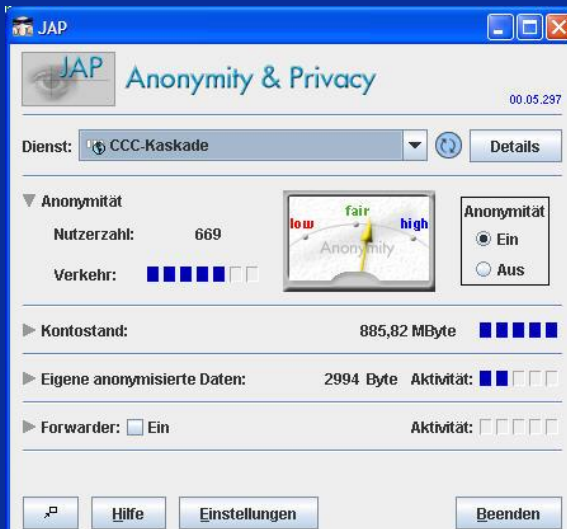 JAP
JAP Anonymity & Privacy
00.05.297
Dienst: CCC-Kaskade Details
Anonymität
Nutzerzahl: 669
Verkehr:
low fair high
Anonymity
Anonymität
Ein
Aus
Kontostand: 885,82 MByte
Eigene anonymisierte Daten: 2994 Byte Aktivität:
Forwarder: Ein Aktivität:
Hilfe Einstellungen Beenden